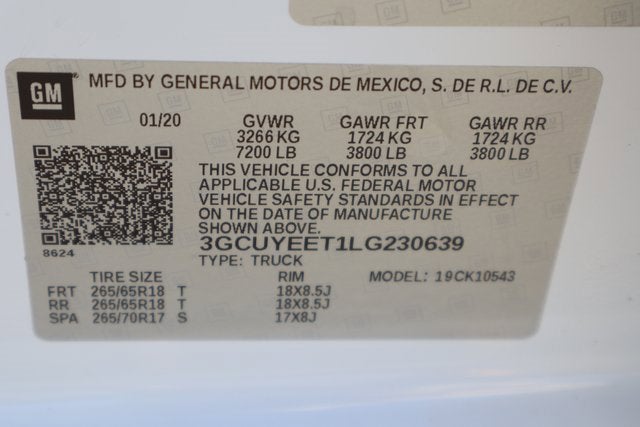 GM
MFD BY GENERAL MOTORS DE MEXICO, S. DE R.L. DE C.V.
01/20 GVWR GAWR FRT GAWR RR
3266 KG 1724 KG 1724 KG
7200 LB 3800 LB 3800 LB
THIS VEHICLE CONFORMS TO ALL
APPLICABLE U.S. FEDERAL MOTOR
VEHICLE SAFETY STANDARDS IN EFFECT
ON THE DATE OF MANUFACTURE
SHOWN ABOVE.
8624
3GCUYEET1LG230639
TYPE: TRUCK
TIRE SIZE RIM MODEL: 19CK10543
FRT 265/65R18 T 18X8.5J
RR 265/65R18 T 18X8.5J
SPA 265/70R17 S 17X8J